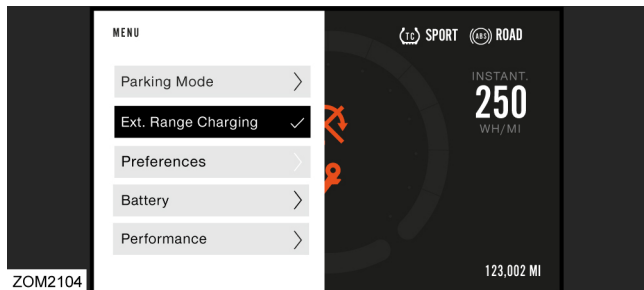 MENU
Parking Mode
Ext. Range Charging
Preferences
Battery
Performance
TC SPORT ABS ROAD
INSTANT.
250
WH/MI
123,002 MI
ZOM2104